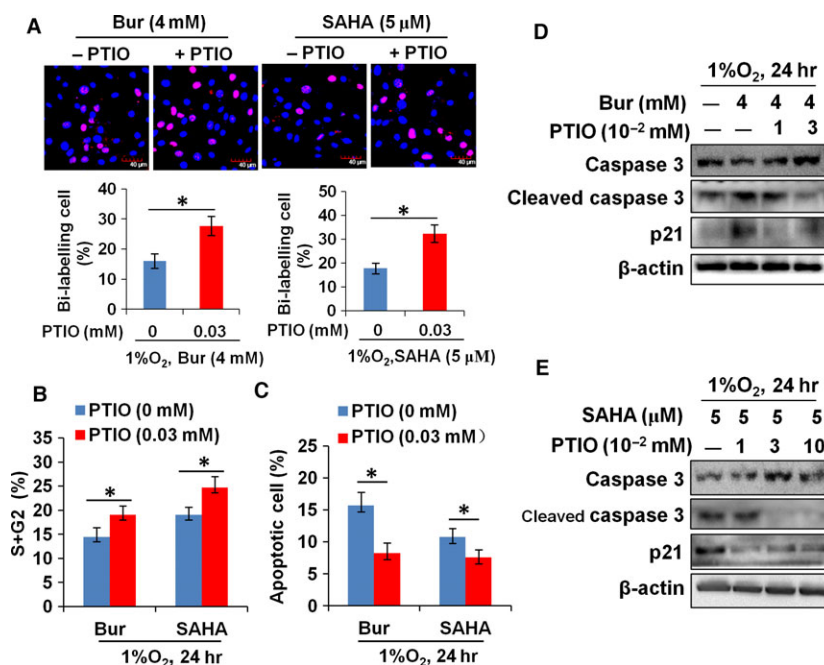 A
Bur (4 mM)
– PTIO + PTIO
SAHA (5 µM)
– PTIO + PTIO
40 µm
40 µm
40 µm
40 µm
Bi-labelling cell
(%)
40
30
20
10
0
*
PTIO (mM) 0 0.03
1%O2, Bur (4 mM)
Bi-labelling cell
(%)
50
40
30
20
10
0
*
PTIO (mM) 0 0.03
1%O2,SAHA (5 µM)
B
PTIO (0 mM)
PTIO (0.03 mM)
S+G2 (%)
35
30
25
20
15
10
5
0
* *
Bur SAHA
1%O2, 24 hr
C
PTIO (0 mM)
PTIO (0.03 mM）
Apoptotic cell (%)
25
20
15
10
5
0
* *
Bur SAHA
1%O2, 24 hr
D
1%O2, 24 hr
Bur (mM) — 4 4 4
PTIO (10−2 mM) — — 1 3
Caspase 3
Cleaved caspase 3
p21
β-actin
E
1%O2, 24 hr
SAHA (µM) 5 5 5 5
PTIO (10−2 mM) — 1 3 10
Caspase 3
Cleaved caspase 3
p21
β-actin